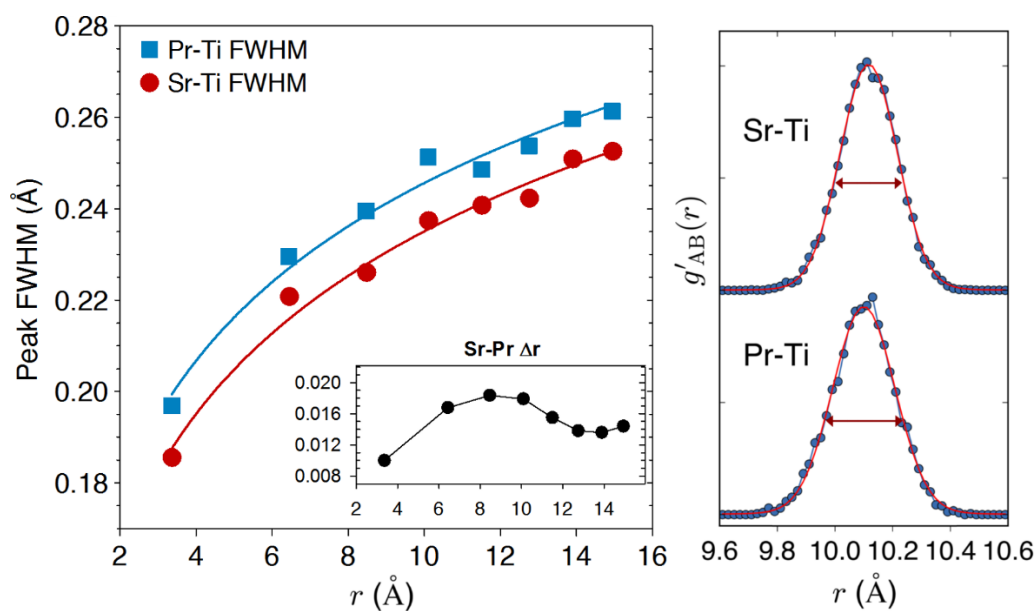 0.28
0.26
0.24
0.22
0.20
0.18
Peak FWHM (Å)
Pr-Ti FWHM
Sr-Ti FWHM
Sr-Pr Δr
0.020
0.016
0.012
0.008
2 4 6 8 10 12 14
2 4 6 8 10 12 14 16
r (Å)
g′AB(r)
Sr-Ti
Pr-Ti
9.6 9.8 10.0 10.2 10.4 10.6
r (Å)